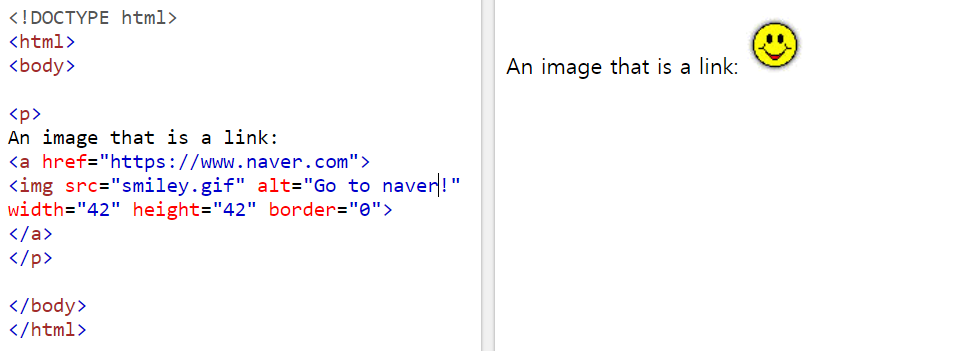 <!DOCTYPE html>
<html>
<body>
<p>
An image that is a link:
<a href="https://www.naver.com">
<img src="smiley.gif" alt="Go to naver!"
width="42" height="42" border="0">
</a>
</p>
</body>
</html>
An image that is a link: